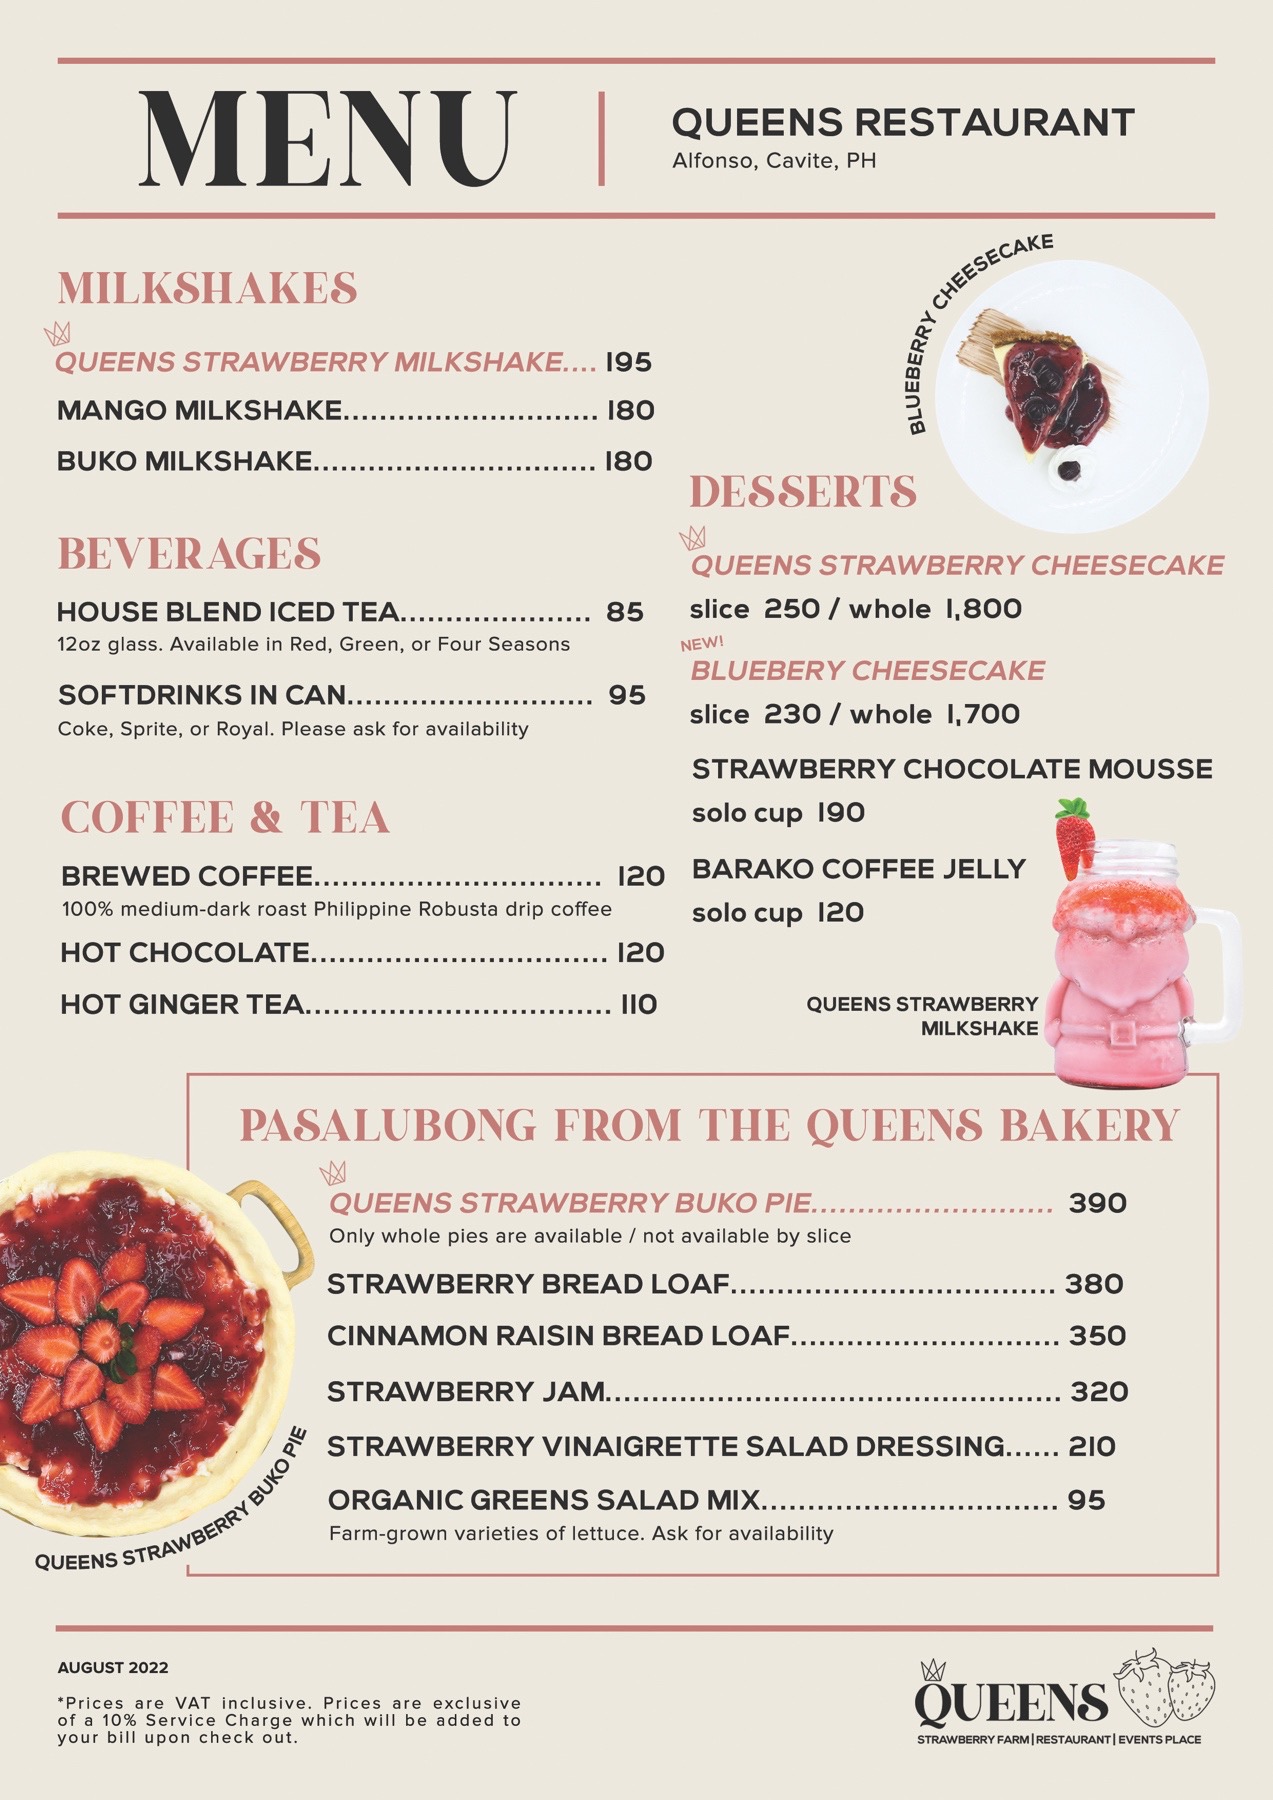 MENU
QUEENS RESTAURANT
Alfonso, Cavite, PH
MILKSHAKES
QUEENS STRAWBERRY MILKSHAKE.... 195
MANGO MILKSHAKE........................... 180
BUKO MILKSHAKE.............................. 180
BEVERAGES
HOUSE BLEND ICED TEA.................... 85
12oz glass. Available in Red, Green, or Four Seasons
SOFTDRINKS IN CAN.......................... 95
Coke, Sprite, or Royal. Please ask for availability
COFFEE & TEA
BREWED COFFEE............................... 120
100% medium-dark roast Philippine Robusta drip coffee
HOT CHOCOLATE................................ 120
HOT GINGER TEA................................. 110
BLUEBERRY CHEESECAKE
DESSERTS
QUEENS STRAWBERRY CHEESECAKE
slice 250 / whole 1,800
NEW!
BLUEBERY CHEESECAKE
slice 230 / whole 1,700
STRAWBERRY CHOCOLATE MOUSSE
solo cup 190
BARAKO COFFEE JELLY
solo cup 120
QUEENS STRAWBERRY
MILKSHAKE
PASALUBONG FROM THE QUEENS BAKERY
QUEENS STRAWBERRY BUKO PIE.......................... 390
Only whole pies are available / not available by slice
STRAWBERRY BREAD LOAF................................... 380
CINNAMON RAISIN BREAD LOAF............................. 350
STRAWBERRY JAM................................................. 320
STRAWBERRY VINAIGRETTE SALAD DRESSING...... 210
ORGANIC GREENS SALAD MIX................................ 95
Farm-grown varieties of lettuce. Ask for availability
QUEENS STRAWBERRY BUKO PIE
AUGUST 2022
*Prices are VAT inclusive. Prices are exclusive
of a 10% Service Charge which will be added to
your bill upon check out.
QUEENS
STRAWBERRY FARM|RESTAURANT|EVENTS PLACE